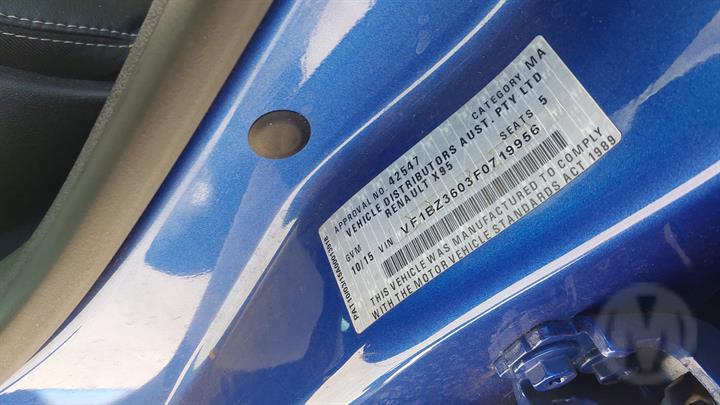 APPROVAL NO. 42547 CATEGORY MA
VEHICLE DISTRIBUTORS AUST. PTY LTD
RENAULT X95 SEATS 5
GVM
10/15 VIN VF1BZ3603F0719956
THIS VEHICLE WAS MANUFACTURED TO COMPLY
WITH THE MOTOR VEHICLE STANDARDS ACT 1989
M